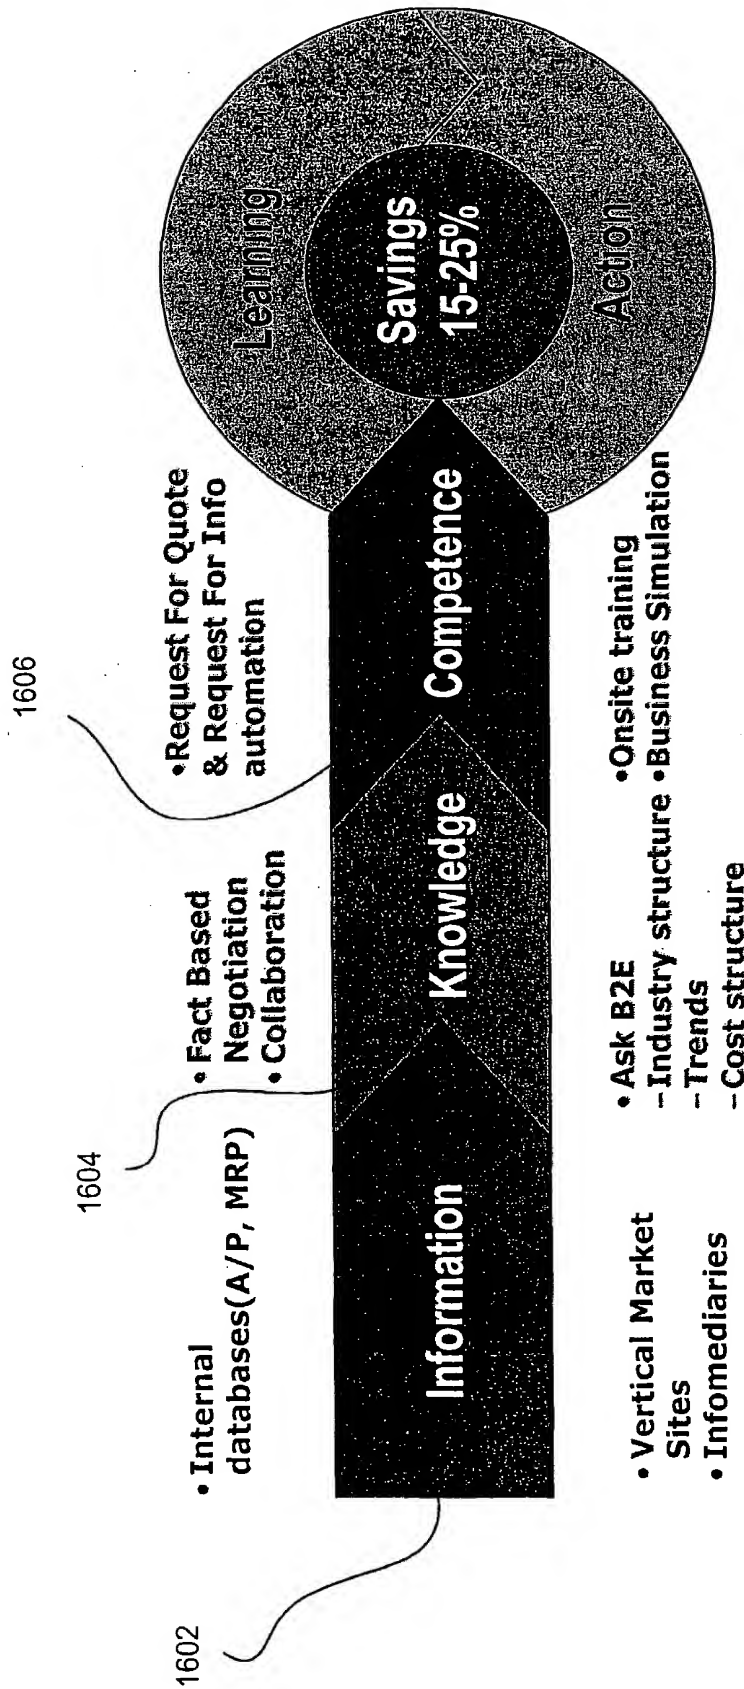 1606
1604
1602
•Request For Quote
& Request For Info
automation
• Fact Based
Negotiation
• Collaboration
• Internal
databases(A/P, MRP)
Information
Knowledge
Competence
Learning
Savings
15-25%
Action
• Vertical Market
Sites
• Infomediaries
• Ask B2E
– Industry structure
– Trends
– Cost structure
•Onsite training
•Business Simulation